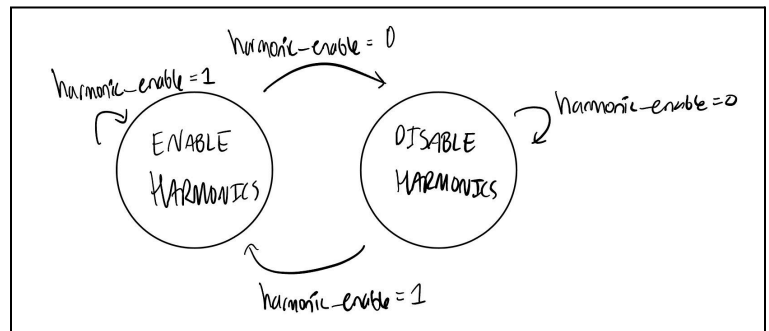 harmonic_enable = 0
harmonic_enable = 1
ENABLE
HARMONICS
DISABLE
HARMONICS
harmonic_enable = 0
harmonic_enable = 1